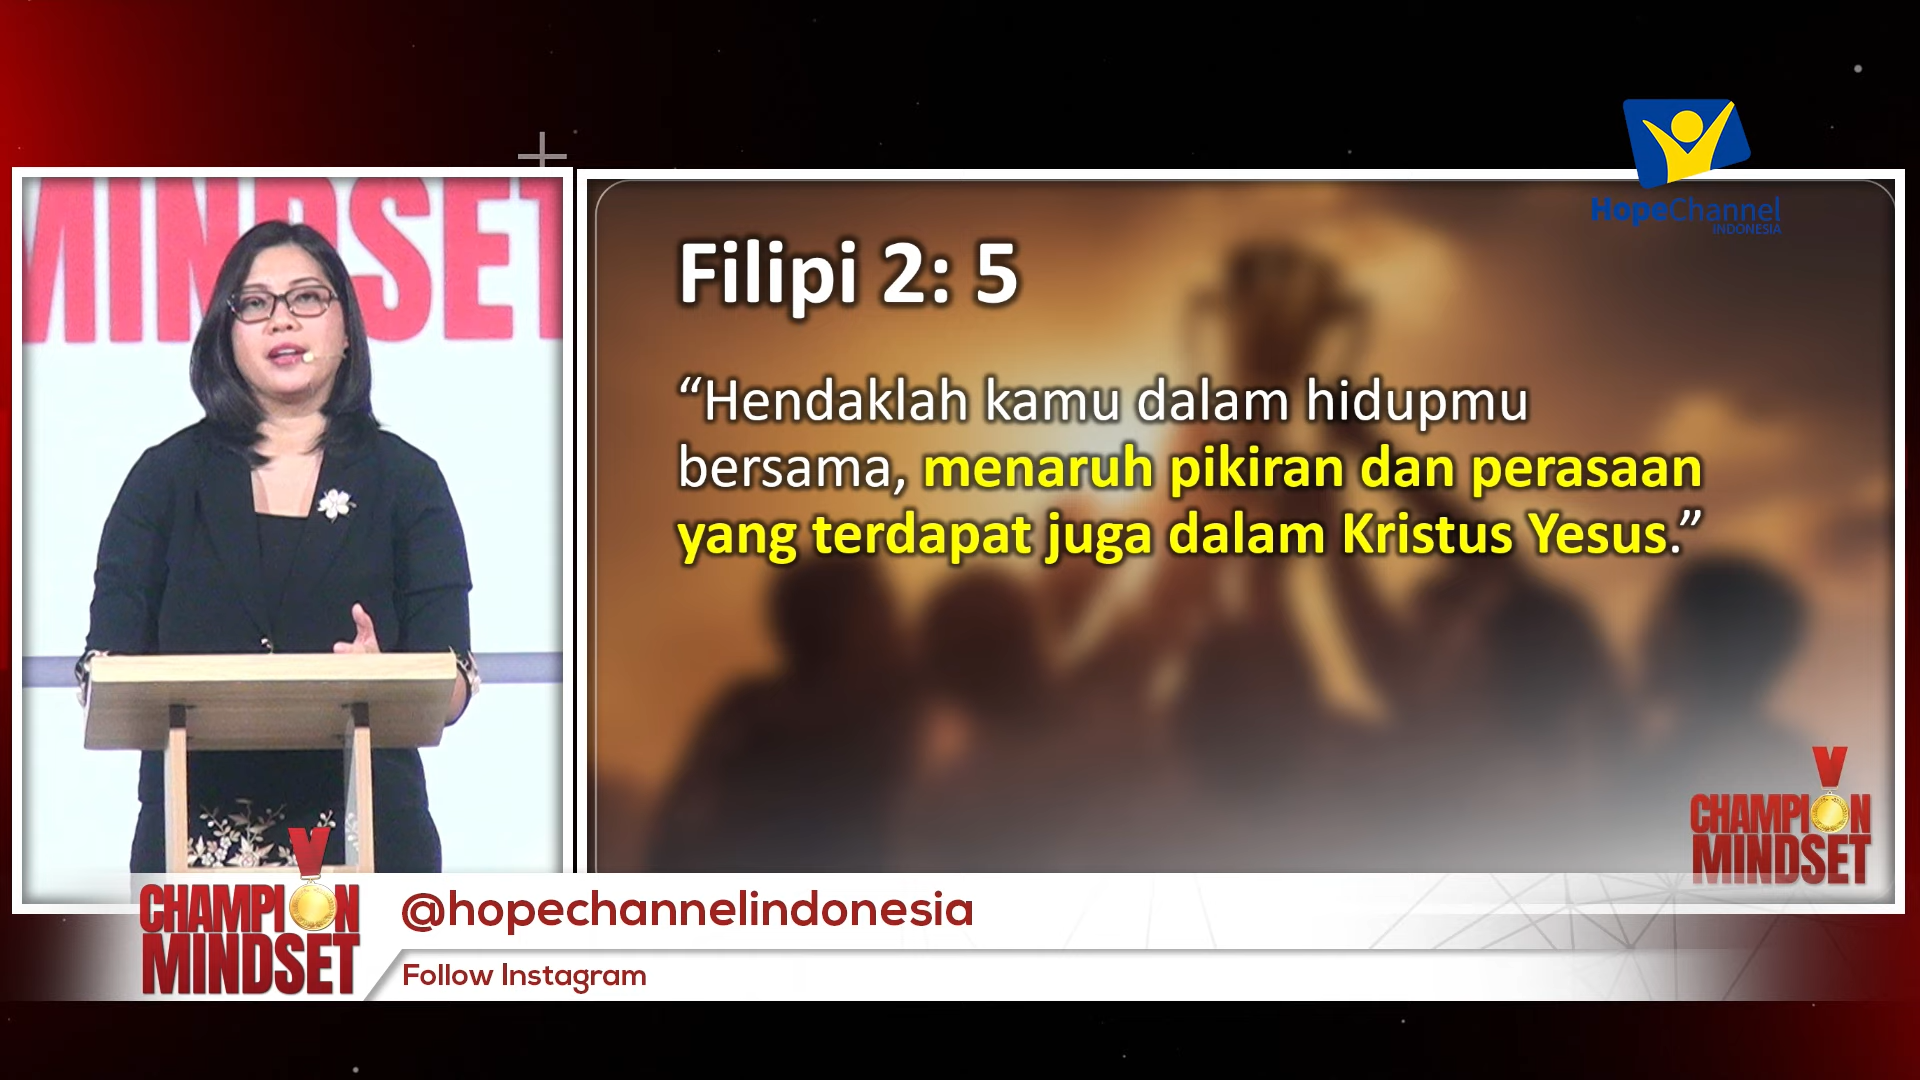 MINDSET
HopeChannel
INDONESIA
Filipi 2: 5
“Hendaklah kamu dalam hidupmu
bersama, menaruh pikiran dan perasaan
yang terdapat juga dalam Kristus Yesus.”
CHAMPION
MINDSET
CHAMPION
MINDSET
@hopechannelindonesia
Follow Instagram